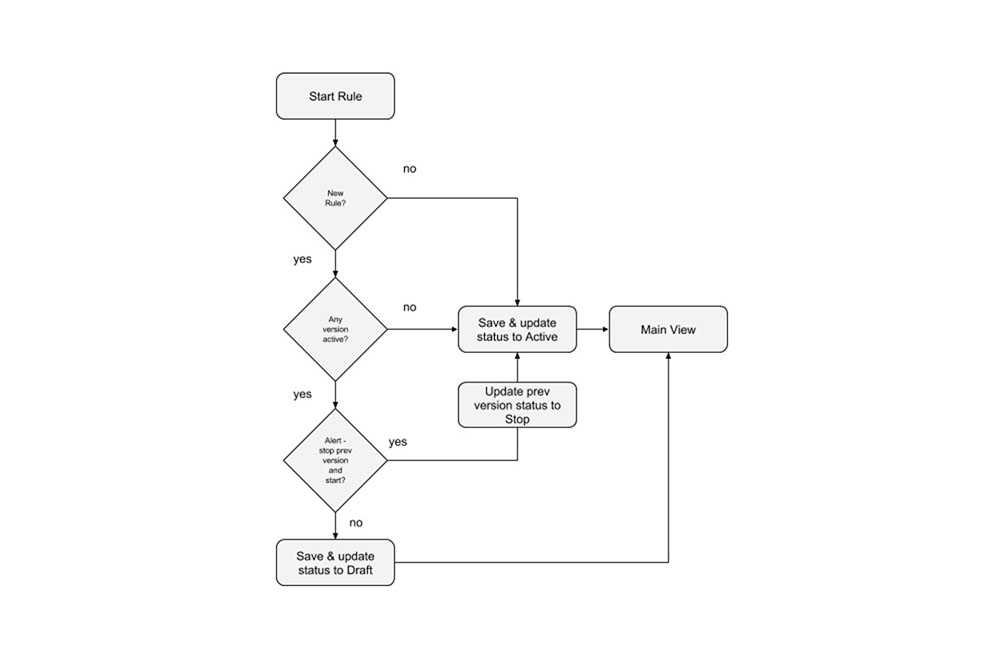 Start Rule
no
New
Rule?
yes
no
Any
version
active?
Save & update
status to Active
Main View
yes
Update prev
version status to
Stop
Alert -
stop prev
version
and
start?
yes
no
Save & update
status to Draft